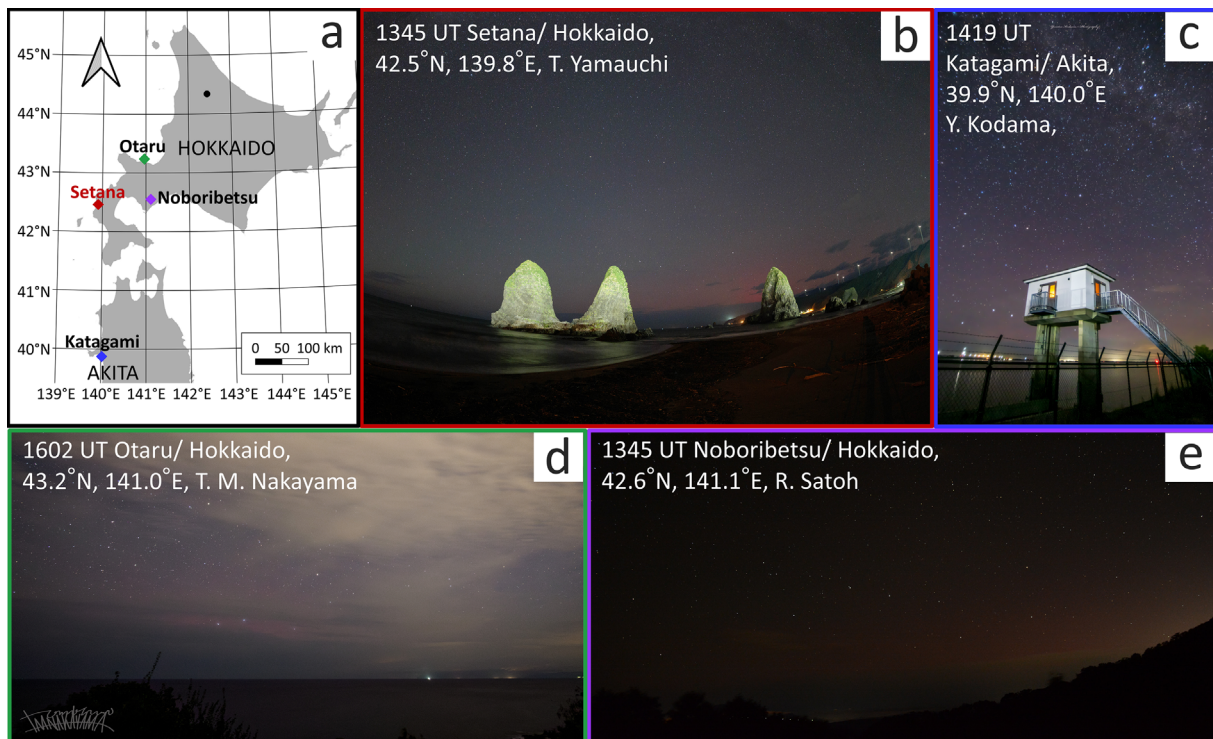 a
45°N
44°N
43°N
42°N
41°N
40°N
Otaru
HOKKAIDO
Setana
Noboribetsu
Katagami
AKITA
0 50 100 km
139°E 140°E 141°E 142°E 143°E 144°E 145°E
b
1345 UT Setana/ Hokkaido,
42.5°N, 139.8°E, T. Yamauchi
c
1419 UT
Katagami/ Akita,
39.9°N, 140.0°E
Y. Kodama,
d
1602 UT Otaru/ Hokkaido,
43.2°N, 141.0°E, T. M. Nakayama
e
1345 UT Noboribetsu/ Hokkaido,
42.6°N, 141.1°E, R. Satoh